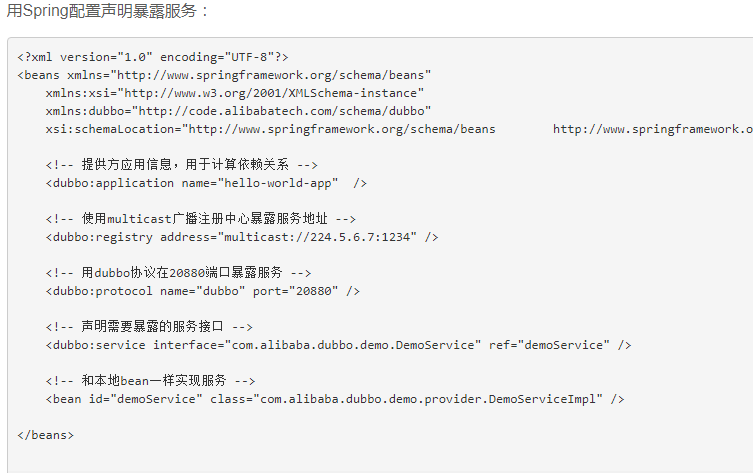 用Spring配置声明暴露服务：
<?xml version="1.0" encoding="UTF-8"?>
<beans xmlns="http://www.springframework.org/schema/beans"
xmlns:xsi="http://www.w3.org/2001/XMLSchema-instance"
xmlns:dubbo="http://code.alibabatech.com/schema/dubbo"
xsi:schemaLocation="http://www.springframework.org/schema/beans        http://www.springframework.o
<!-- 提供方应用信息，用于计算依赖关系 -->
<dubbo:application name="hello-world-app"  />
<!-- 使用multicast广播注册中心暴露服务地址 -->
<dubbo:registry address="multicast://224.5.6.7:1234" />
<!-- 用dubbo协议在20880端口暴露服务 -->
<dubbo:protocol name="dubbo" port="20880" />
<!-- 声明需要暴露的服务接口 -->
<dubbo:service interface="com.alibaba.dubbo.demo.DemoService" ref="demoService" />
<!-- 和本地bean一样实现服务 -->
<bean id="demoService" class="com.alibaba.dubbo.demo.provider.DemoServiceImpl" />
</beans>